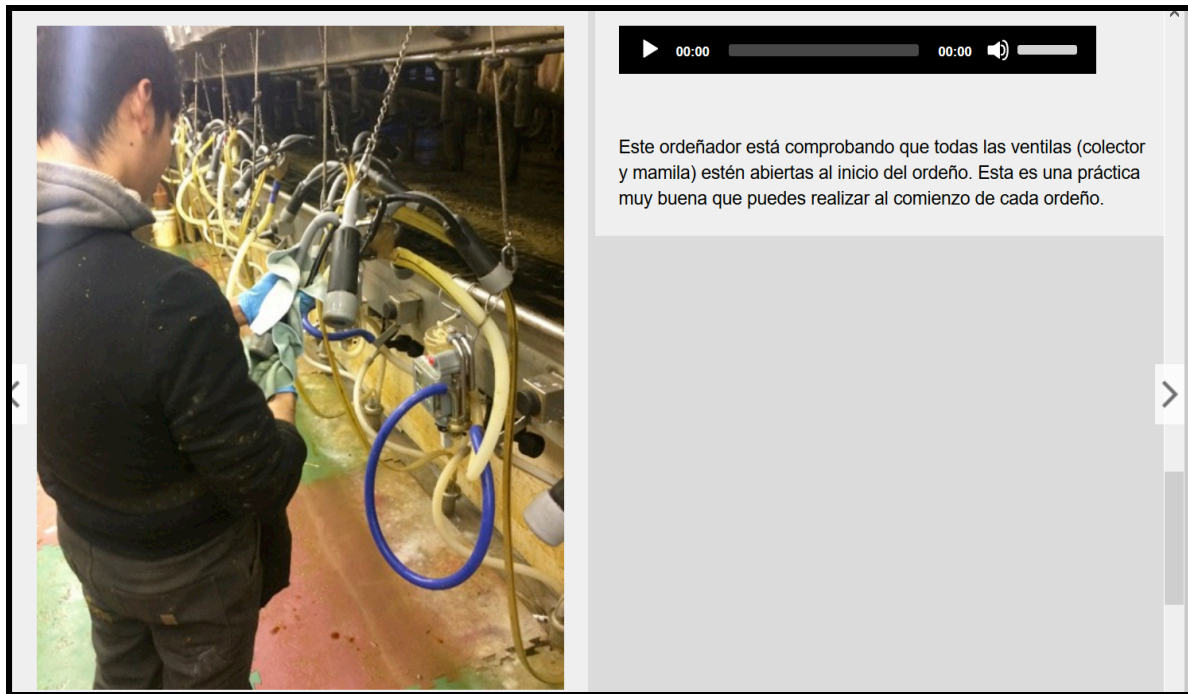 00:00
00:00
Este ordeñador está comprobando que todas las ventilas (colector
y mamila) estén abiertas al inicio del ordeño. Esta es una práctica
muy buena que puedes realizar al comienzo de cada ordeño.